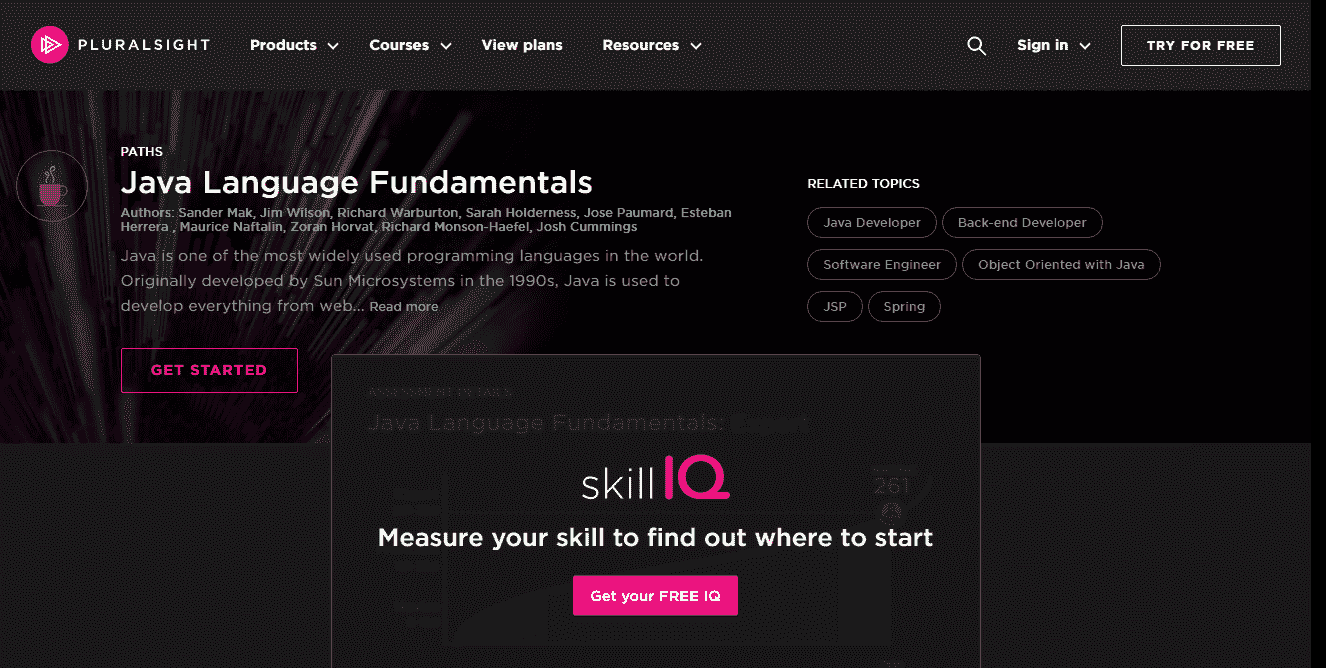 PLURALSIGHT
Products
Courses
View plans
Resources
Sign in
TRY FOR FREE
PATHS
Java Language Fundamentals
Authors: Sander Mak, Jim Wilson, Richard Warburton, Sarah Holderness, Jose Paumard, Esteban
Herrera , Maurice Naftalin, Zoran Horvat, Richard Monson-Haefel, Josh Cummings
Java is one of the most widely used programming languages in the world.
Originally developed by Sun Microsystems in the 1990s, Java is used to
develop everything from web... Read more
GET STARTED
RELATED TOPICS
Java Developer
Back-end Developer
Software Engineer
Object Oriented with Java
JSP
Spring
ASSESSMENT DETAILS
Java Language Fundamentals:
261
skill IQ
Measure your skill to find out where to start
Get your FREE IQ